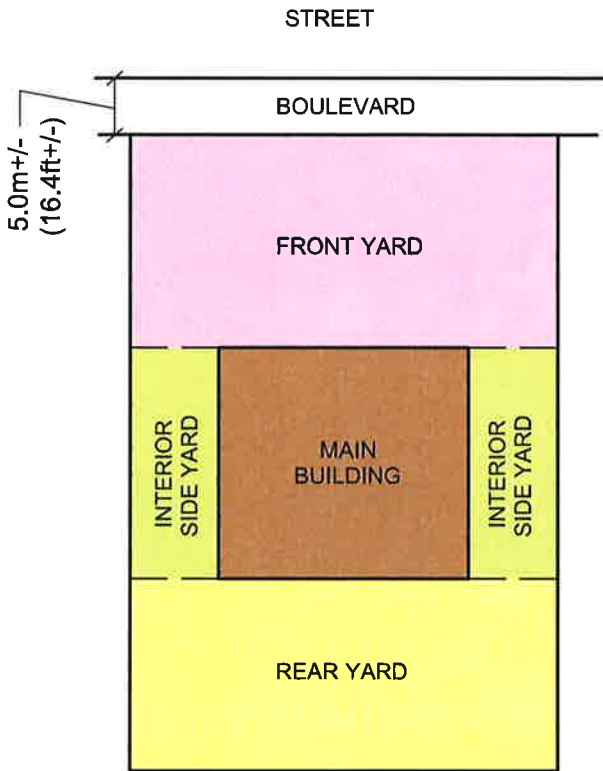 STREET
BOULEVARD
5.0m+/-
(16.4ft+/-)
FRONT YARD
INTERIOR
SIDE YARD
MAIN
BUILDING
INTERIOR
SIDE YARD
REAR YARD